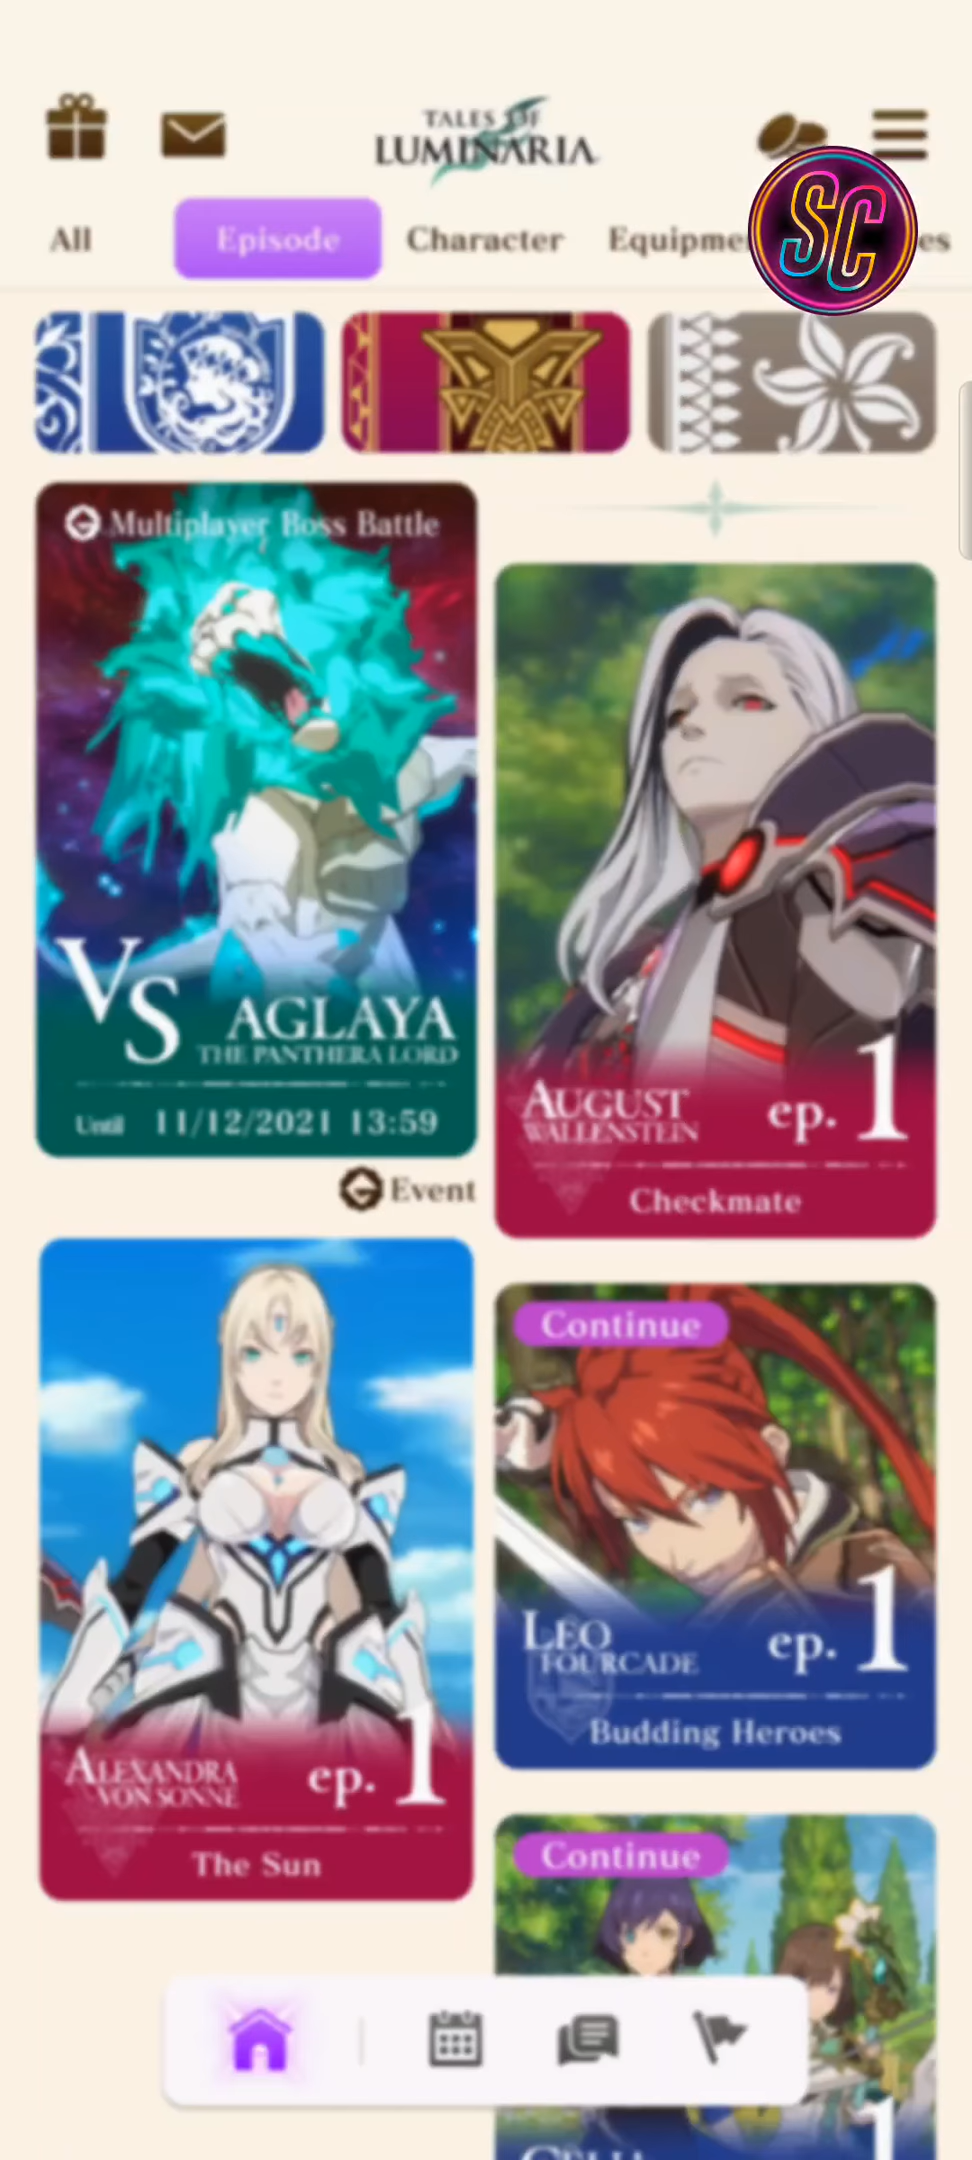 TALES OF
LUMINARIA
All
Episode
Character
SC
Multiplayer Boss Battle
VS
AGLAYA
THE PANTHERA LORD
Until 11/12/2021 13:59
Event
AUGUST
WALLENSTEIN
ep. 1
Checkmate
ALEXANDRA
VON SONNE
ep. 1
The Sun
Continue
LEO
FOURCADE
ep. 1
Budding Heroes
Continue
1